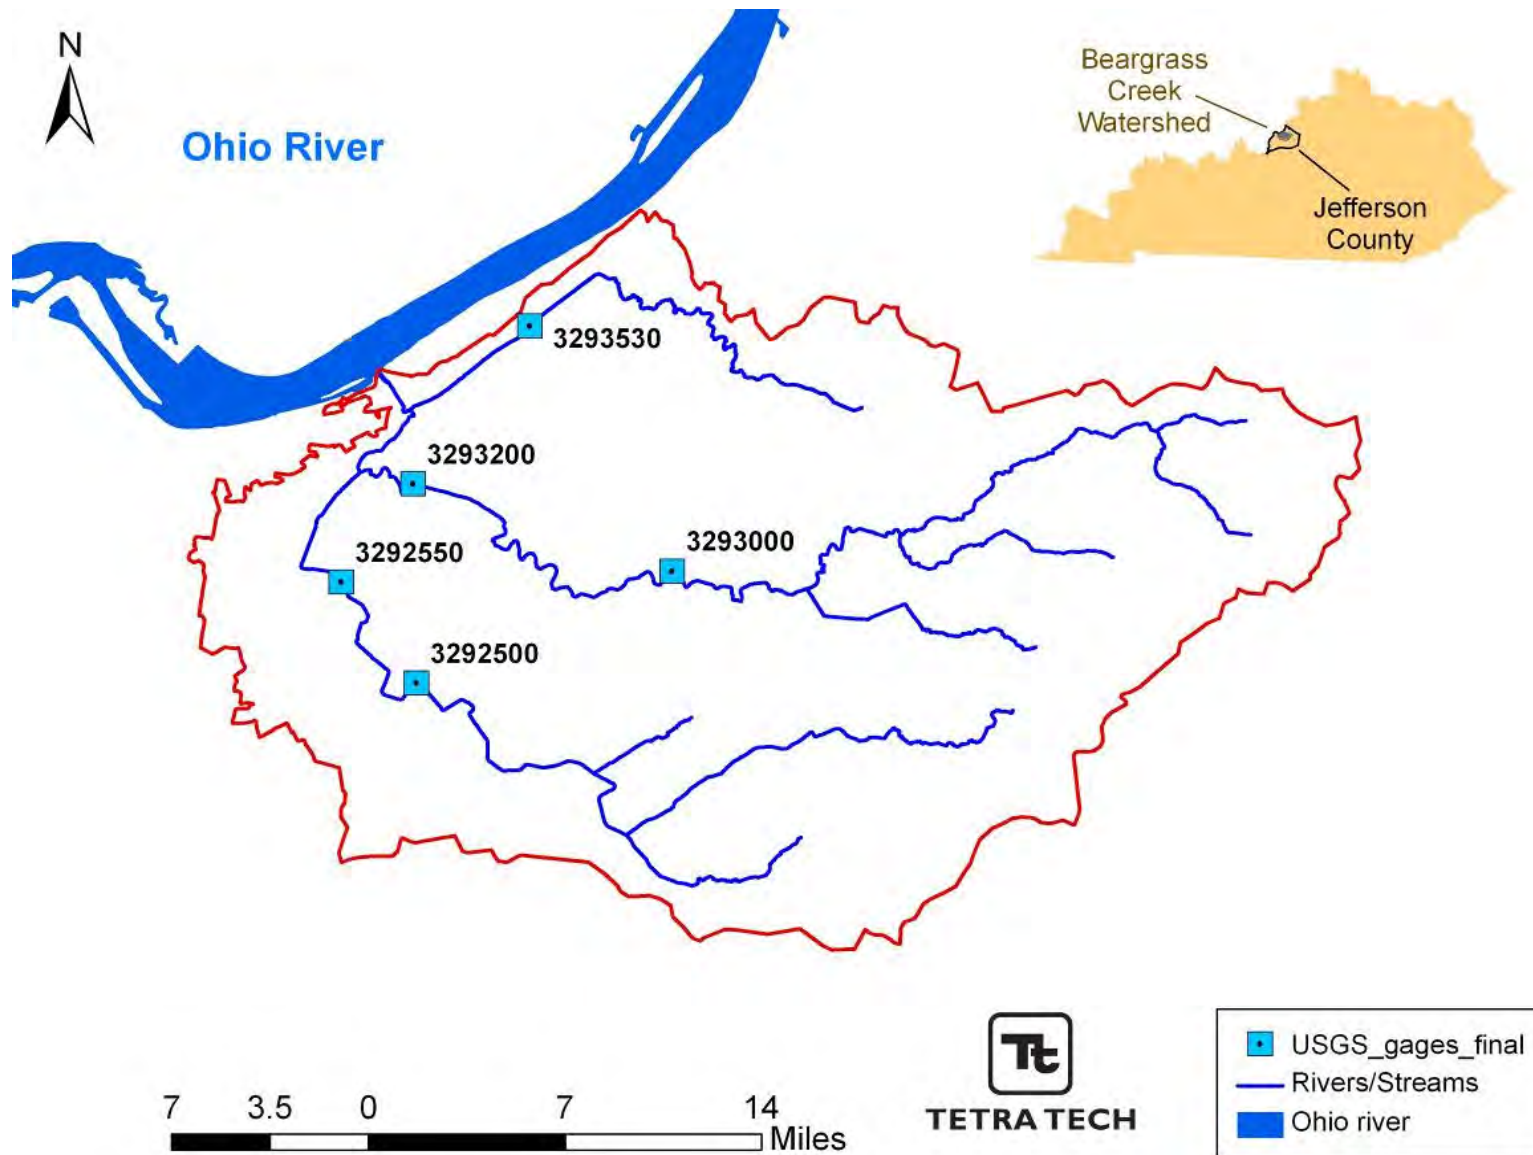 N
Ohio River
Beargrass
Creek
Watershed
Jefferson
County
3293530
3293200
3292550
3293000
3292500
7 3.5 0 7 14
Miles
Tt
TETRA TECH
USGS_gages_final
Rivers/Streams
Ohio river